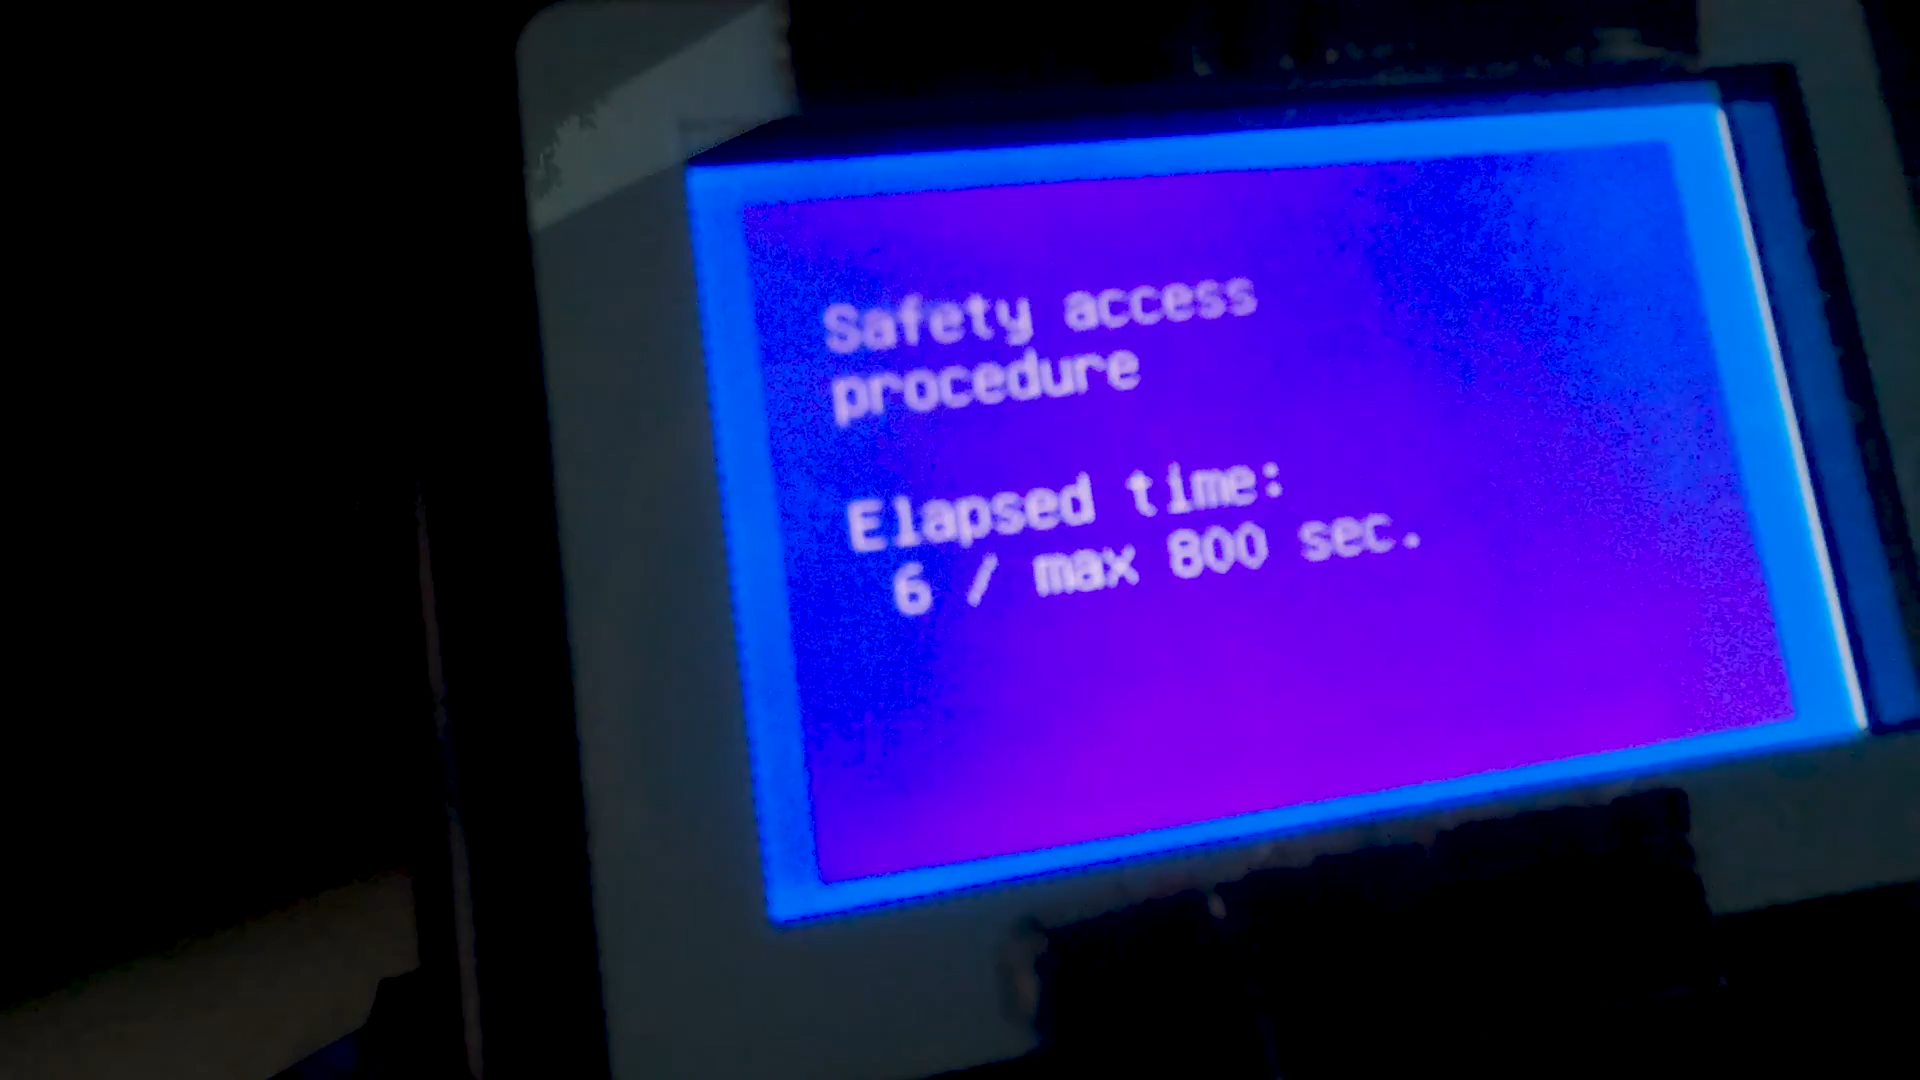 Safety access
procedure
Elapsed time:
6 / max 800 sec.